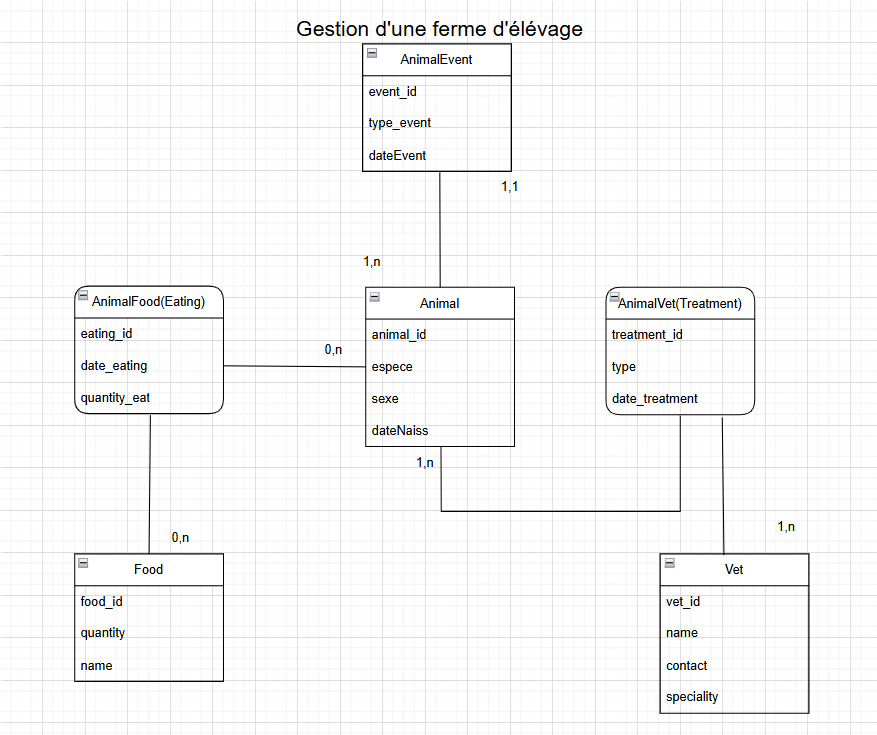 Gestion d'une ferme d'élévage
AnimalEvent
event_id
type_event
dateEvent
1,1
1,n
AnimalFood(Eating)
eating_id
date_eating
quantity_eat
0,n
Animal
animal_id
espece
sexe
dateNaiss
1,n
AnimalVet(Treatment)
treatment_id
type
date_treatment
0,n
Food
food_id
quantity
name
1,n
Vet
vet_id
name
contact
speciality